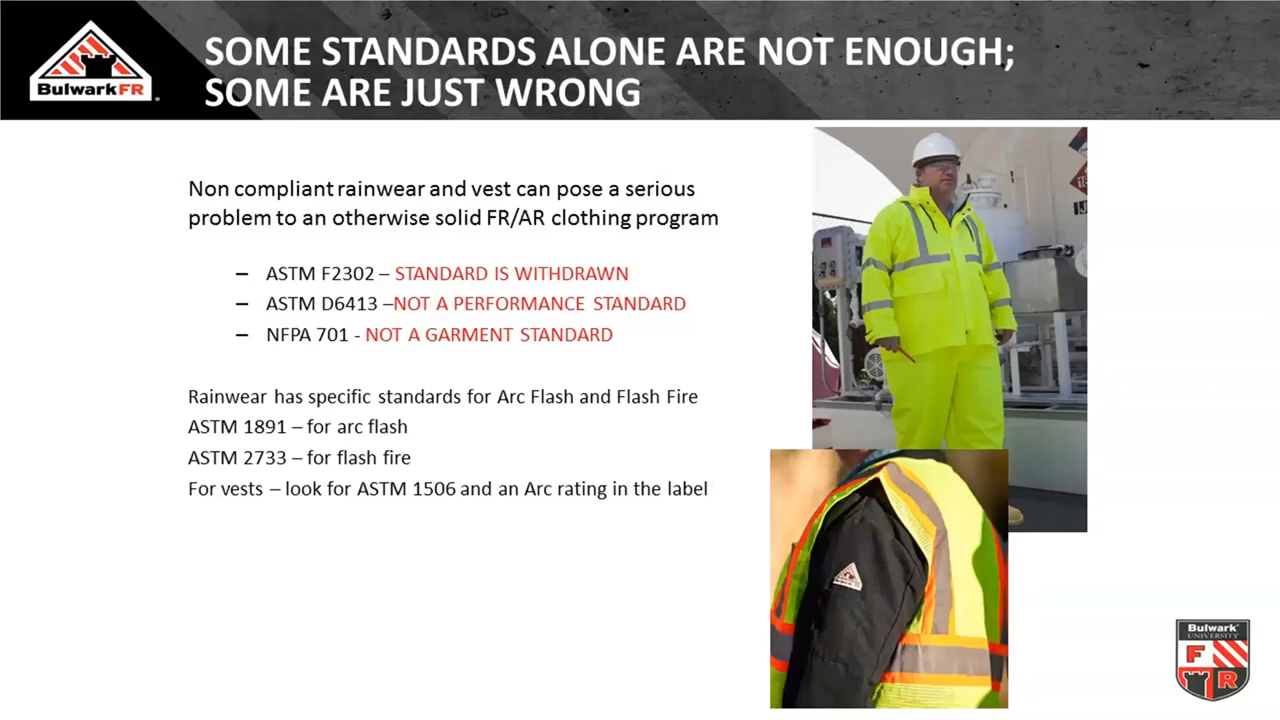 BulwarkFR
SOME STANDARDS ALONE ARE NOT ENOUGH;
SOME ARE JUST WRONG
Non compliant rainwear and vest can pose a serious
problem to an otherwise solid FR/AR clothing program
– ASTM F2302 – STANDARD IS WITHDRAWN
– ASTM D6413 –NOT A PERFORMANCE STANDARD
– NFPA 701 - NOT A GARMENT STANDARD
Rainwear has specific standards for Arc Flash and Flash Fire
ASTM 1891 – for arc flash
ASTM 2733 – for flash fire
For vests – look for ASTM 1506 and an Arc rating in the label
Bulwark
UNIVERSITY
F
R